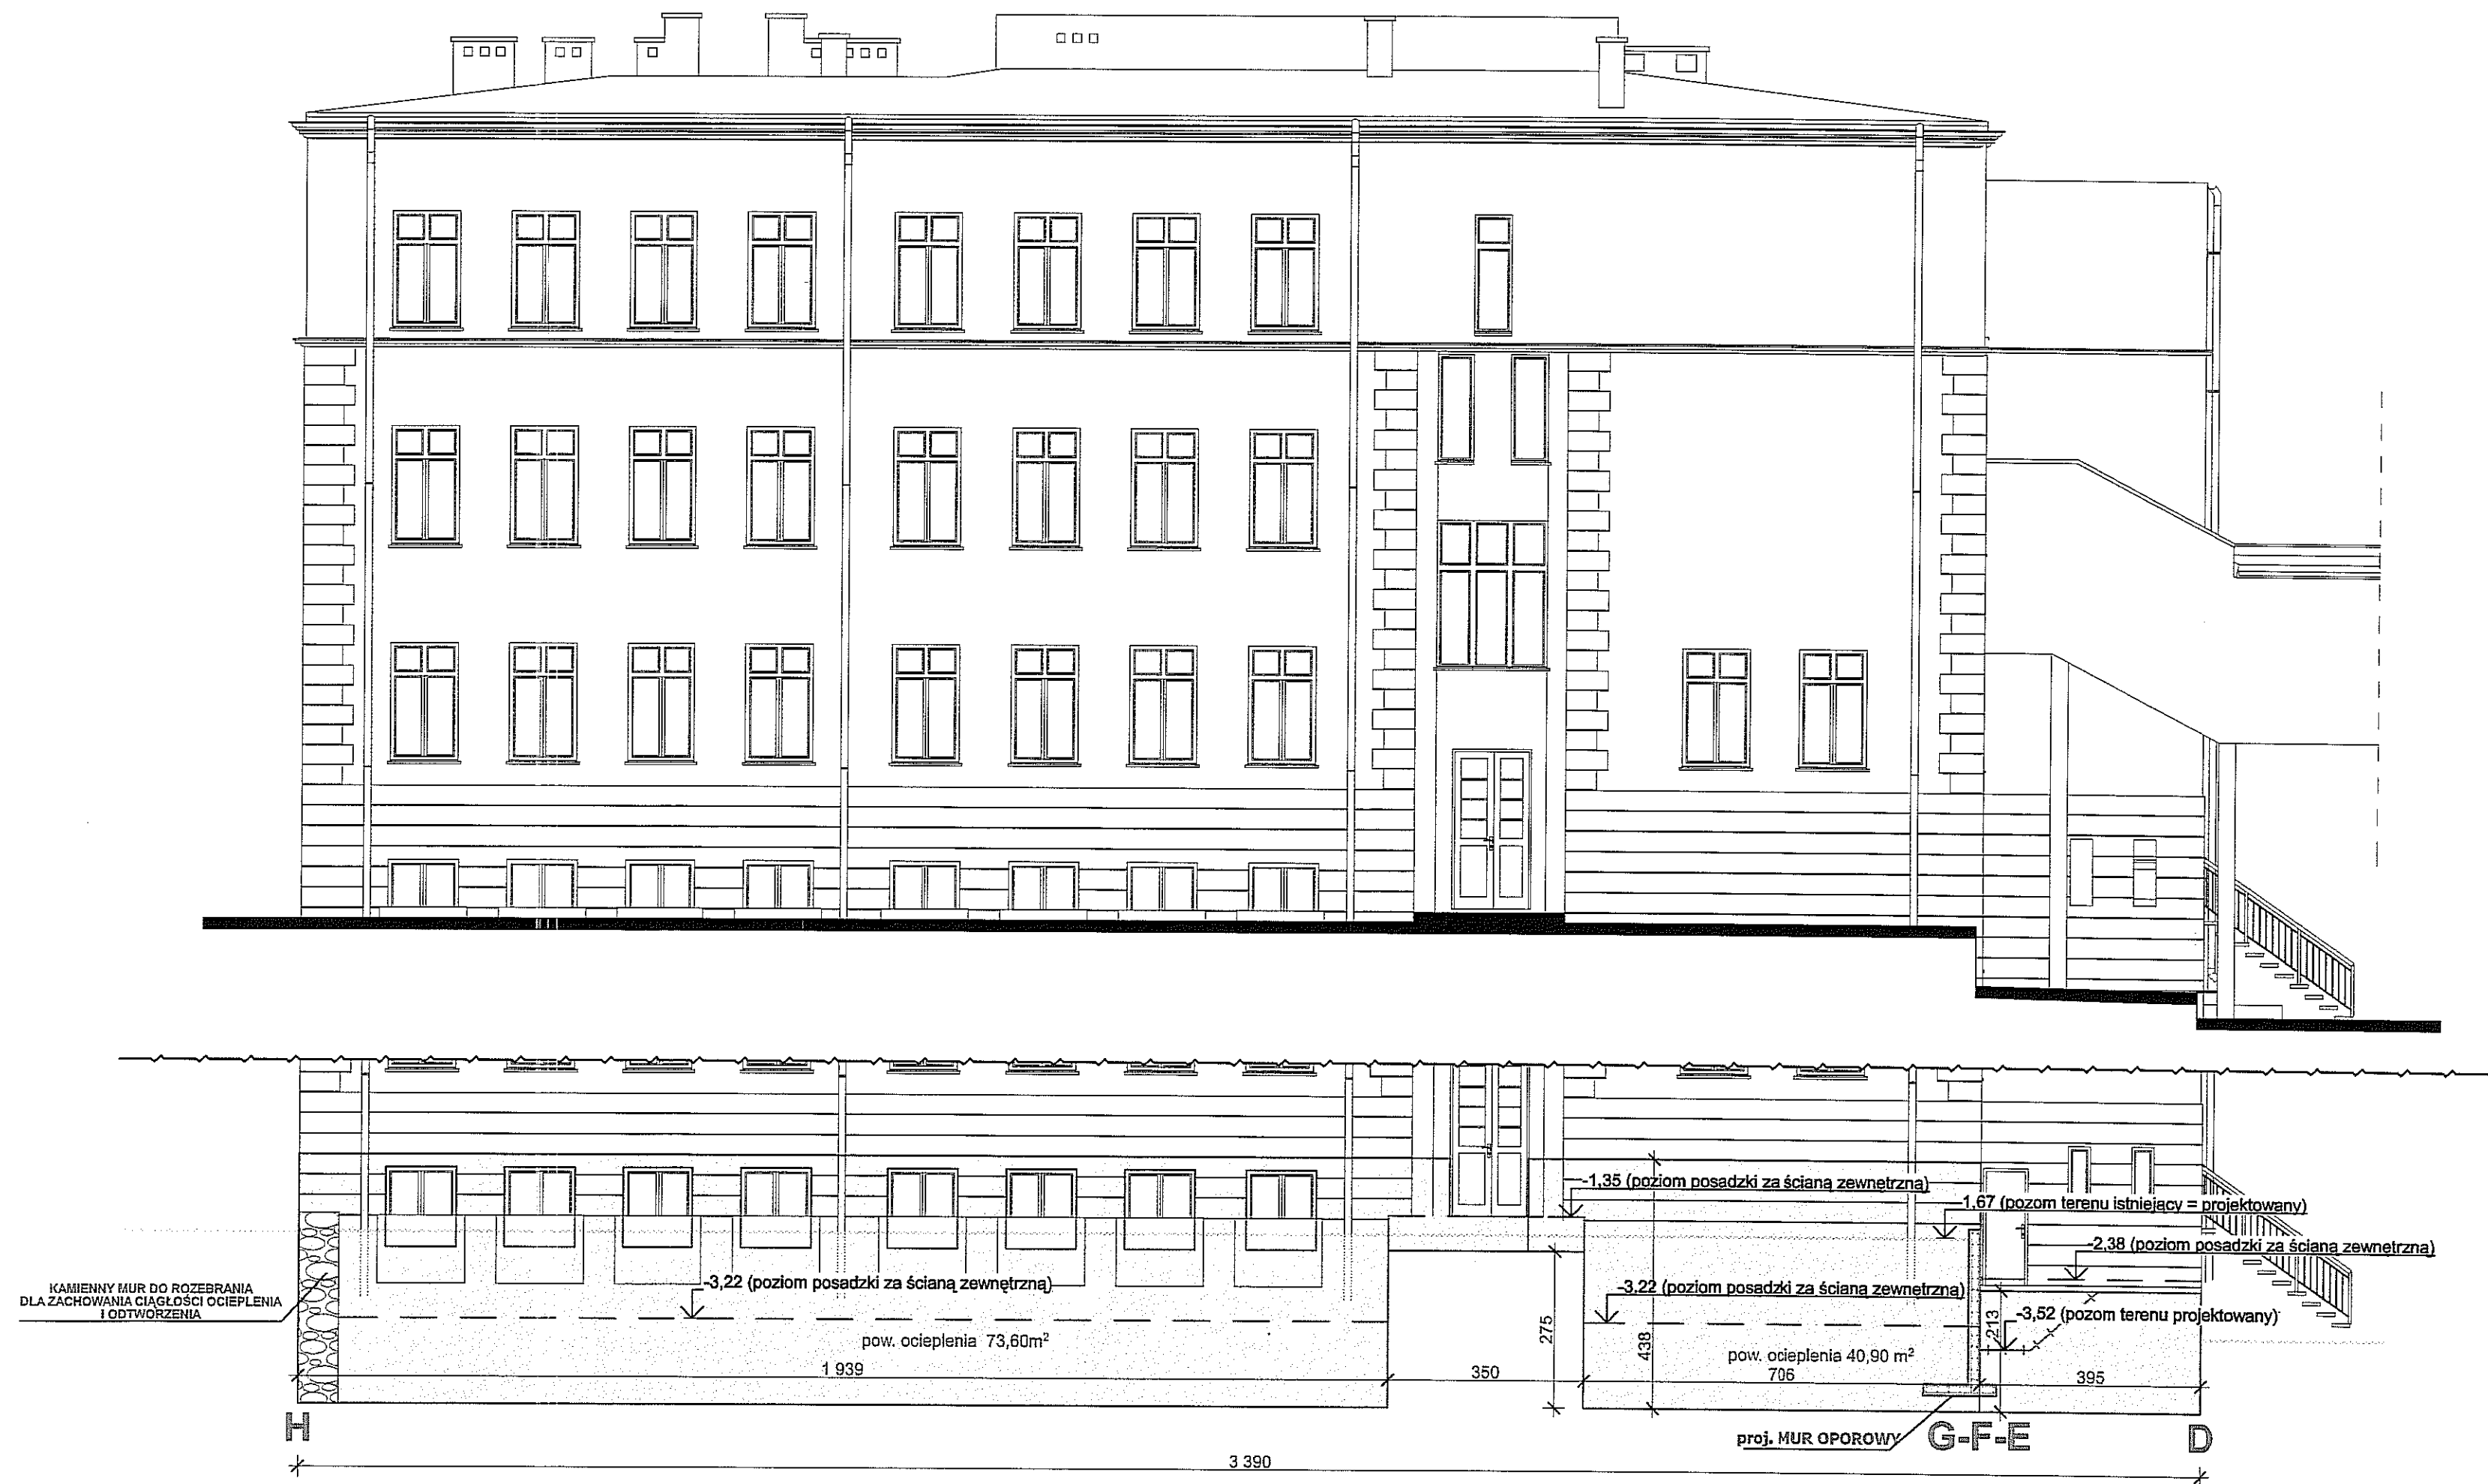 -1,35 (poziom posadzki za ścianą zewnętrzną)
-1,67 (pozom terenu istniejący = projektowany)
-2,38 (poziom posadzki za ścianą zewnętrzną)
KAMIENNY MUR DO ROZEBRANIA
DLA ZACHOWANIA CIĄGŁOŚCI OCIEPLENIA
I ODTWORZENIA
-3,22 (poziom posadzki za ścianą zewnętrzną)
-3,22 (poziom posadzki za ścianą zewnętrzną)
-3,52 (pozom terenu projektowany)
pow. ocieplenia 73,60m²
275
438
213
pow. ocieplenia 40,90 m²
1 939
350
706
395
H
proj. MUR OPOROWY
G-F-E
D
3 390